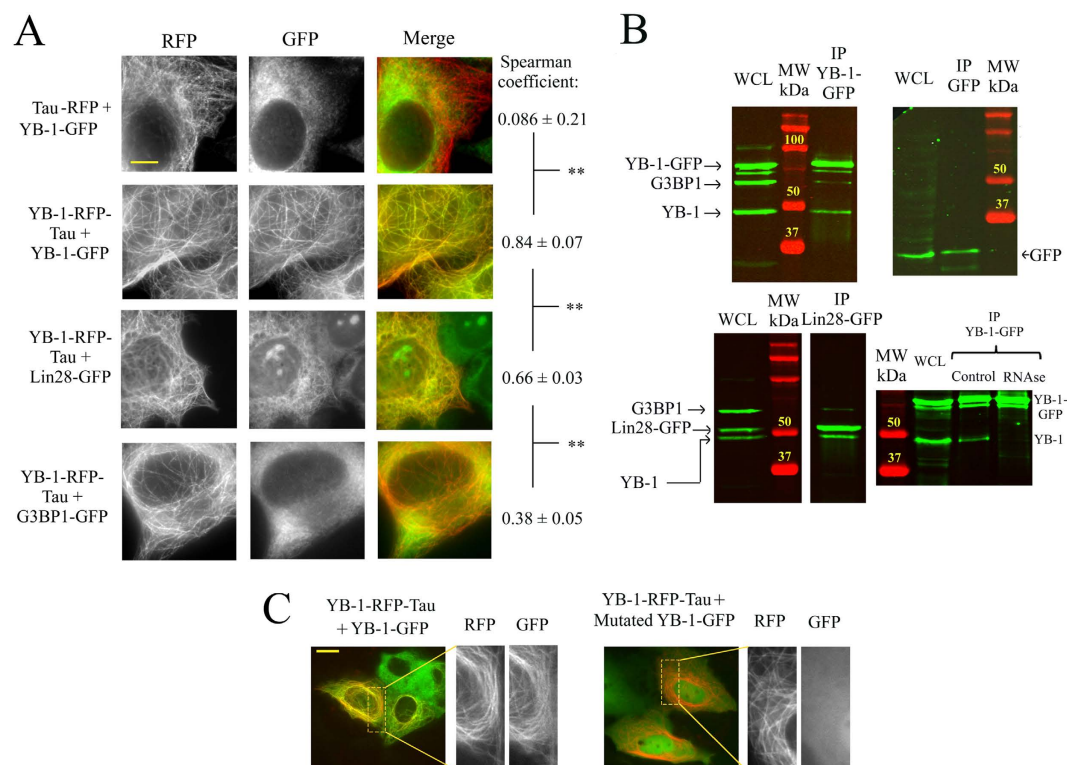 A
RFP
GFP
Merge
Spearman
coefficient:
Tau-RFP +
YB-1-GFP
0.086 ± 0.21
**
YB-1-RFP-
Tau +
YB-1-GFP
0.84 ± 0.07
**
YB-1-RFP-
Tau +
Lin28-GFP
0.66 ± 0.03
**
YB-1-RFP-
Tau +
G3BP1-GFP
0.38 ± 0.05
B
WCL
MW
kDa
IP
YB-1-
GFP
YB-1-GFP→
G3BP1→
YB-1→
100
50
37
WCL
IP
GFP
MW
kDa
50
37
←GFP
WCL
MW
kDa
IP
Lin28-GFP
G3BP1→
Lin28-GFP→
YB-1
50
37
MW
kDa
WCL
IP
YB-1-GFP
Control
RNAse
50
37
YB-1-
GFP
YB-1
C
YB-1-RFP-Tau
+ YB-1-GFP
RFP
GFP
YB-1-RFP-Tau +
Mutated YB-1-GFP
RFP
GFP